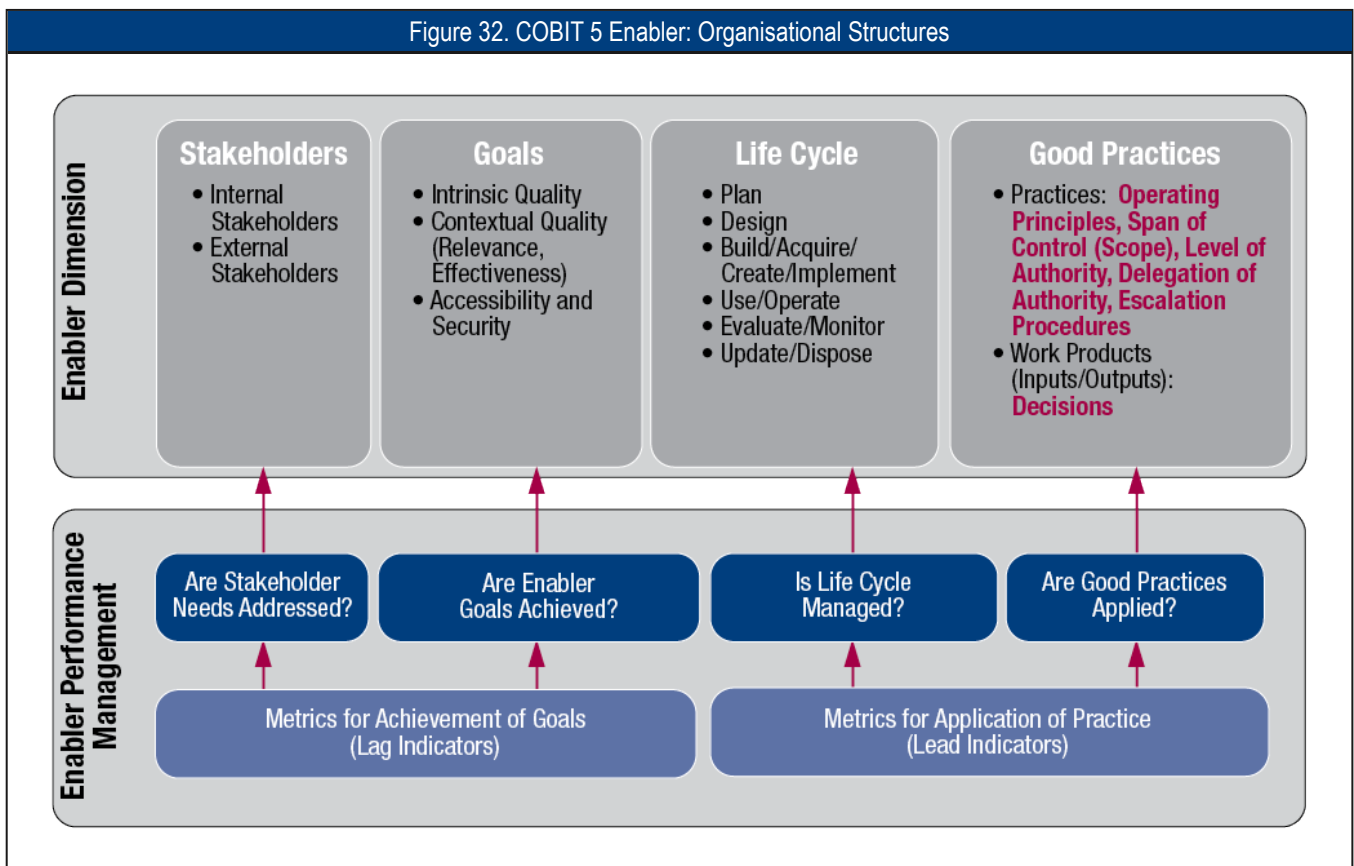 Figure 32. COBIT 5 Enabler: Organisational Structures
Enabler Dimension
Stakeholders
• Internal
Stakeholders
• External
Stakeholders
Goals
• Intrinsic Quality
• Contextual Quality
(Relevance,
Effectiveness)
• Accessibility and
Security
Life Cycle
• Plan
• Design
• Build/Acquire/
Create/Implement
• Use/Operate
• Evaluate/Monitor
• Update/Dispose
Good Practices
• Practices: Operating
Principles, Span of
Control (Scope), Level of
Authority, Delegation of
Authority, Escalation
Procedures
• Work Products
(Inputs/Outputs):
Decisions
Enabler Performance
Management
Are Stakeholder
Needs Addressed?
Are Enabler
Goals Achieved?
Is Life Cycle
Managed?
Are Good Practices
Applied?
Metrics for Achievement of Goals
(Lag Indicators)
Metrics for Application of Practice
(Lead Indicators)